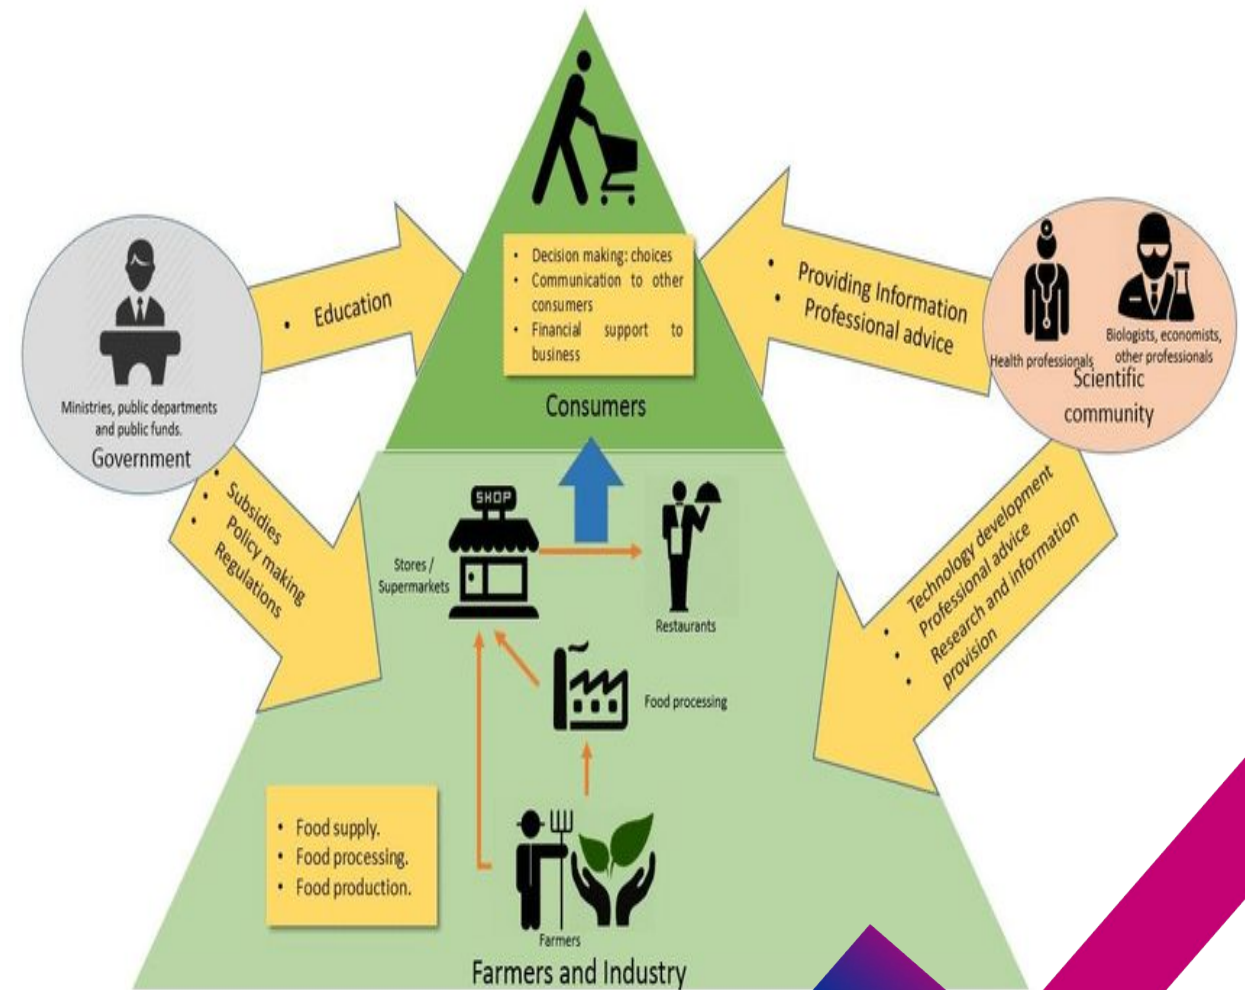 SHOP
• Decision making: choices
• Communication to other
consumers
• Financial support to
business
Consumers
• Education
• Providing Information
• Professional advice
Ministries, public departments
and public funds.
Government
Health professionals
Biologists, economists,
other professionals
Scientific
community
• Subsidies
• Policy making
• Regulations
• Technology development
• Professional advice
• Research and information
provision
Stores /
Supermarkets
Restaurants
Food processing
• Food supply.
• Food processing.
• Food production.
Farmers
Farmers and Industry